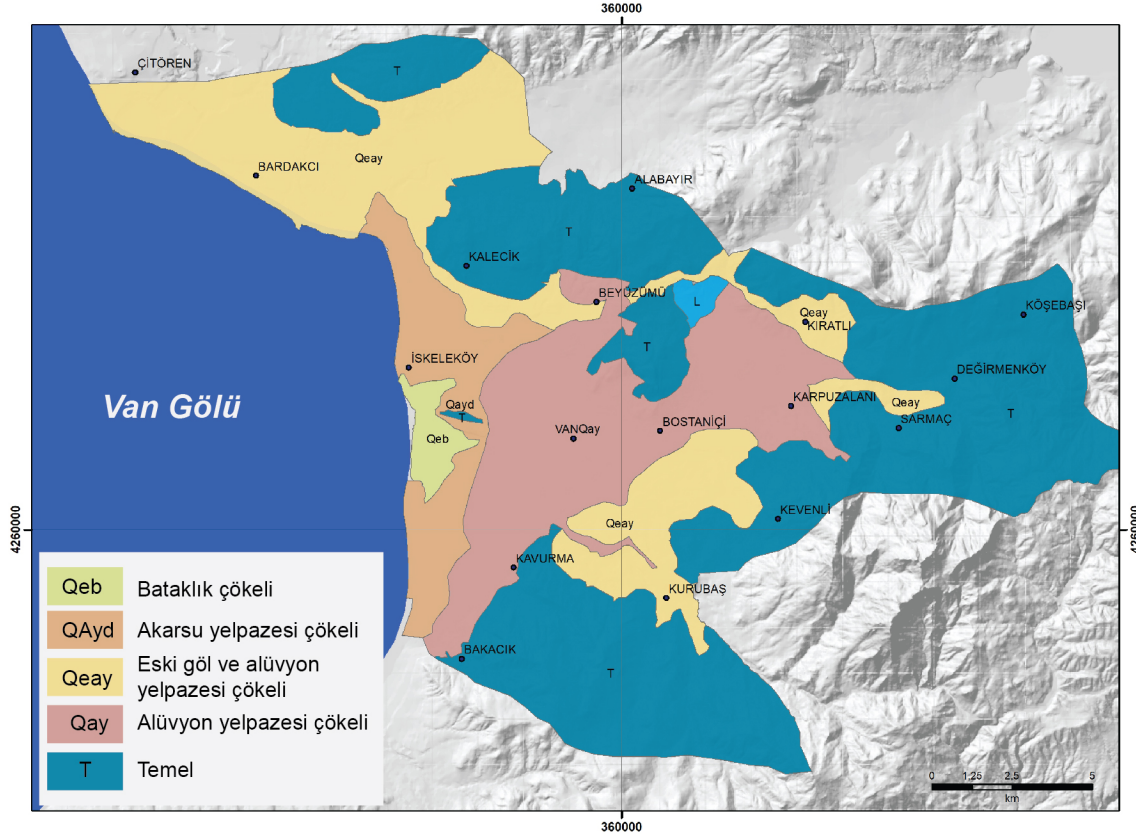 360000
ÇİTÖREN
T
Qeay
BARDAKCI
ALABAYIR
T
KALECİK
BEYÜZÜMÜ
L
Qeay
KIRATLI
KÖŞEBAŞI
T
İSKELEKÖY
DEĞİRMENKÖY
Van Gölü
Qayd
T
Qeay
KARPUZALANI
T
SARMAÇ
Qeb
VANQay
BOSTANİÇİ
4260000
Qeay
KEVENLİ
4260000
KAVURMA
KURUBAŞ
BAKACIK
T
Qeb Bataklık çökeli
QAyd Akarsu yelpazesi çökeli
Qeay Eski göl ve alüvyon
yelpazesi çökeli
Qay Alüvyon yelpazesi çökeli
T Temel
0 1.25 2.5 5
km
360000